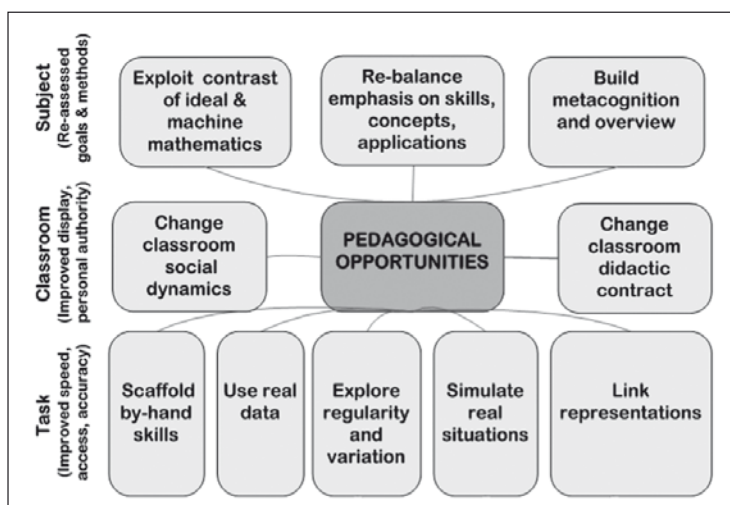 Subject
(Re-assessed
goals & methods)
Exploit contrast
of ideal &
machine
mathematics
Re-balance
emphasis on skills,
concepts,
applications
Build
metacognition
and overview
Classroom
(Improved display,
personal authority)
Change
classroom
social
dynamics
PEDAGOGICAL
OPPORTUNITIES
Change
classroom
didactic
contract
Task
(Improved speed,
access, accuracy)
Scaffold
by-hand
skills
Use real
data
Explore
regularity
and
variation
Simulate
real
situations
Link
representations